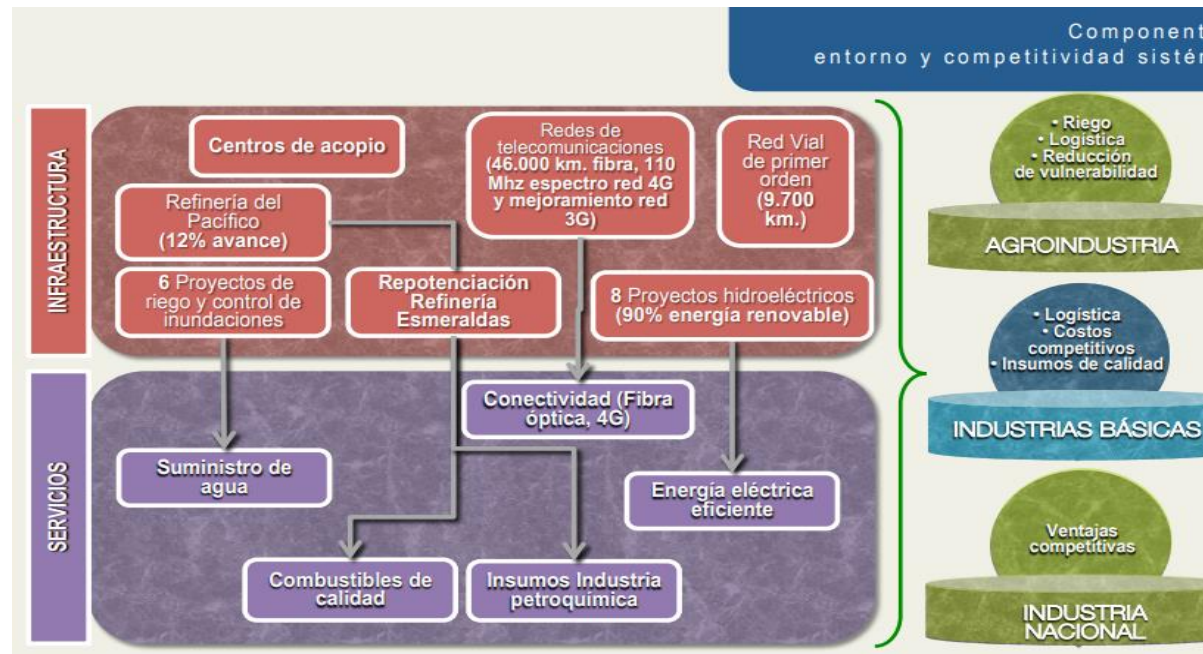 Component
entorno y competitividad sistém
INFRAESTRUCTURA
Centros de acopio
Redes de
telecomunicaciones
(46.000 km. fibra, 110
Mhz espectro red 4G
y mejoramiento red
3G)
Red Vial
de primer
orden
(9.700
km.)
Refinería del
Pacífico
(12% avance)
6 Proyectos de
riego y control de
inundaciones
Repotenciación
Refinería
Esmeraldas
8 Proyectos hidroeléctricos
(90% energía renovable)
SERVICIOS
Conectividad (Fibra
óptica, 4G)
Suministro de
agua
Energía eléctrica
eficiente
Combustibles de
calidad
Insumos Industria
petroquímica
• Riego
• Logística
• Reducción
de vulnerabilidad
AGROINDUSTRIA
• Logística
• Costos
competitivos
• Insumos de calidad
INDUSTRIAS BÁSICAS
Ventajas
competitivas
INDUSTRIA
NACIONAL